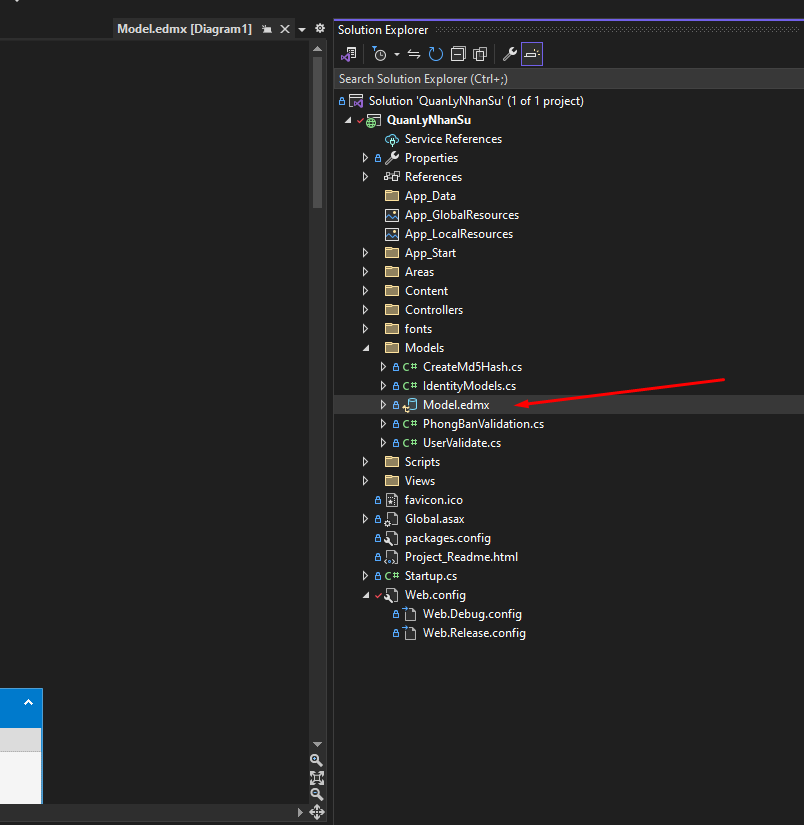 Model.edmx [Diagram1]
Solution Explorer
Search Solution Explorer (Ctrl+;)
Solution 'QuanLyNhanSu' (1 of 1 project)
QuanLyNhanSu
Service References
Properties
References
App_Data
App_GlobalResources
App_LocalResources
App_Start
Areas
Content
Controllers
fonts
Models
C# CreateMd5Hash.cs
C# IdentityModels.cs
Model.edmx
C# PhongBanValidation.cs
C# UserValidate.cs
Scripts
Views
favicon.ico
Global.asax
packages.config
Project_Readme.html
C# Startup.cs
Web.config
Web.Debug.config
Web.Release.config